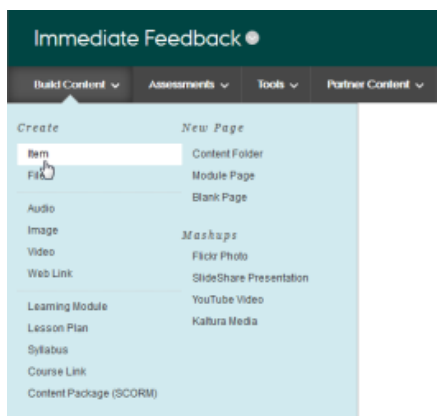 Immediate Feedback
Build Content
Assessments
Tools
Partner Content
Create
Item
File
Audio
Image
Video
Web Link
Learning Module
Lesson Plan
Syllabus
Course Link
Content Package (SCORM)
New Page
Content Folder
Module Page
Blank Page
Mashups
Flickr Photo
SlideShare Presentation
YouTube Video
Kaltura Media